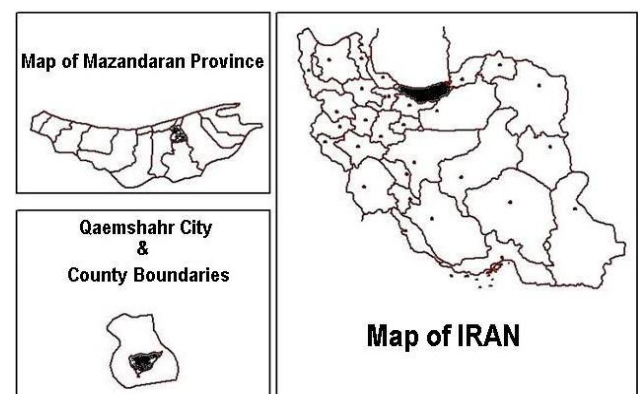 Map of Mazandaran Province
Qaemshahr City
&
County Boundaries
Map of IRAN